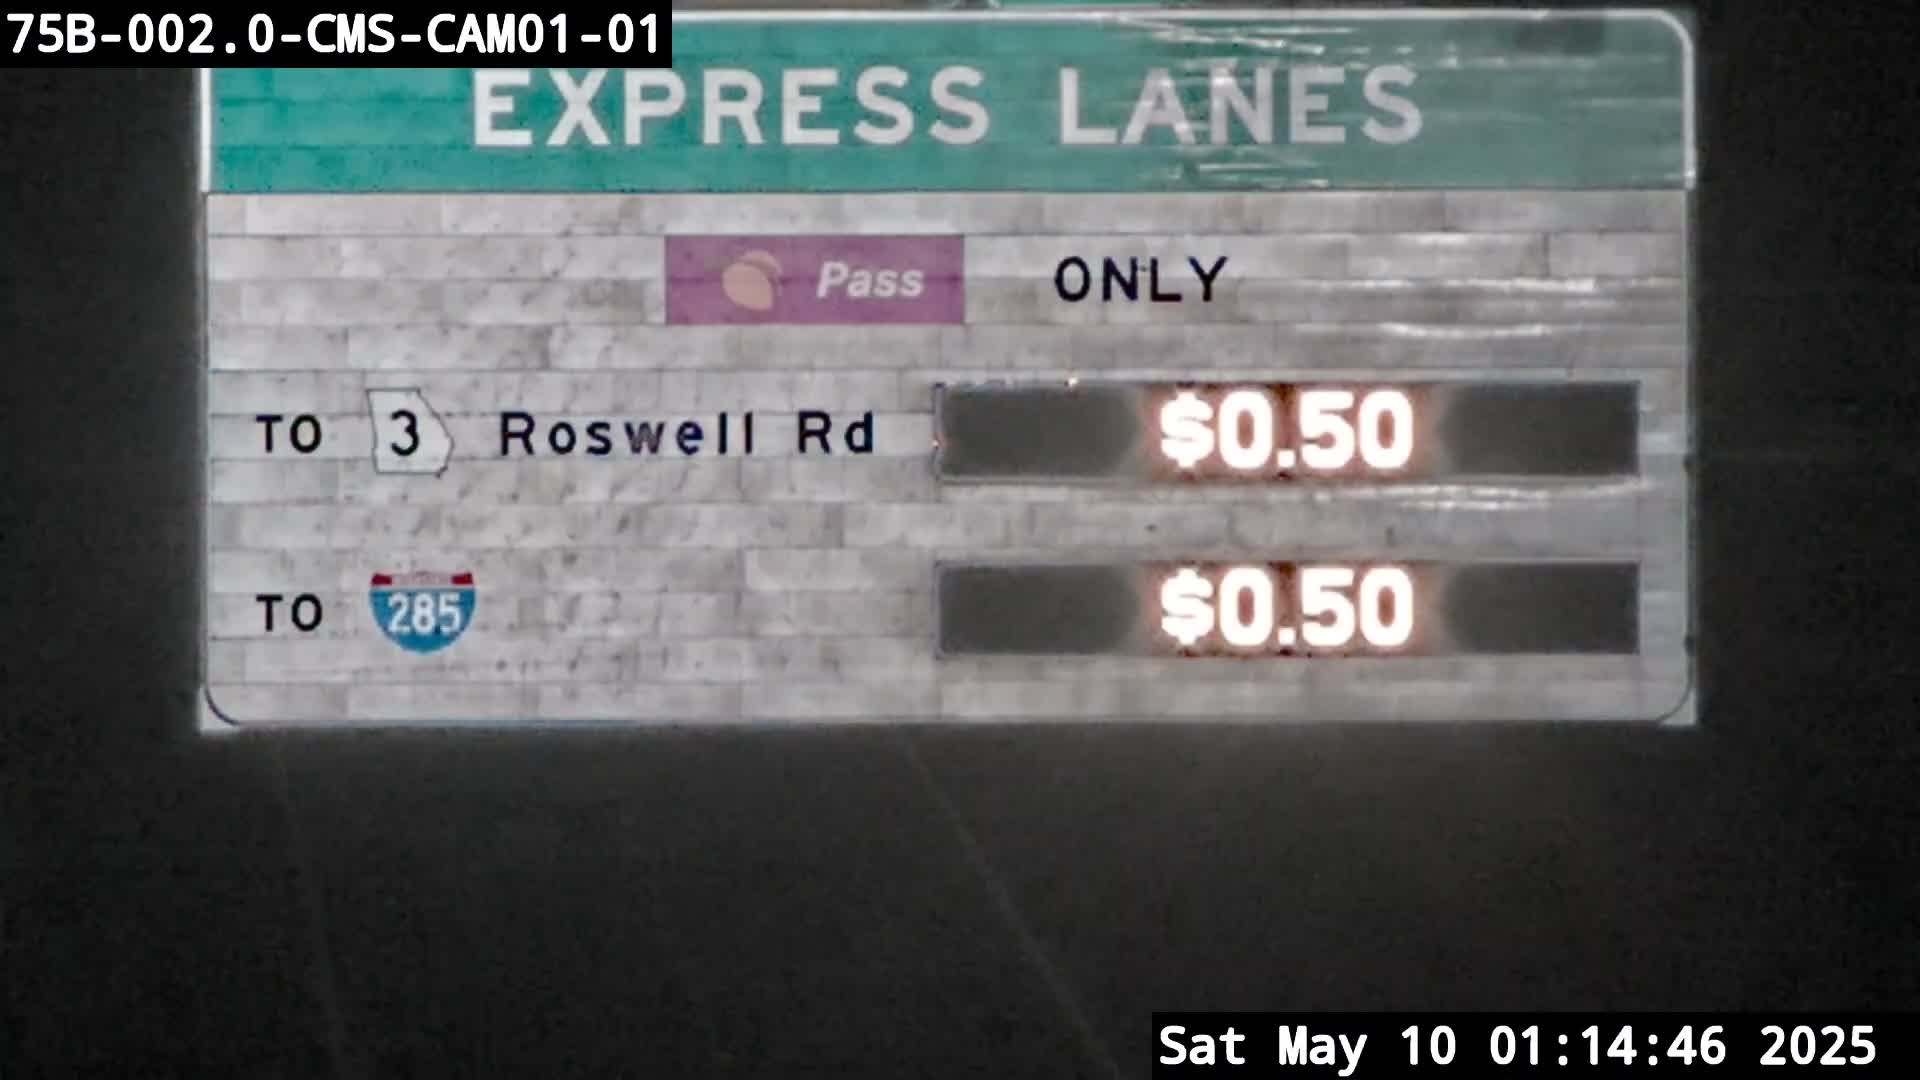 75B-002.0-CMS-CAM01-01
EXPRESS LANES
Pass ONLY
TO 3 Roswell Rd $0.50
TO 285 $0.50
Sat May 10 01:14:46 2025